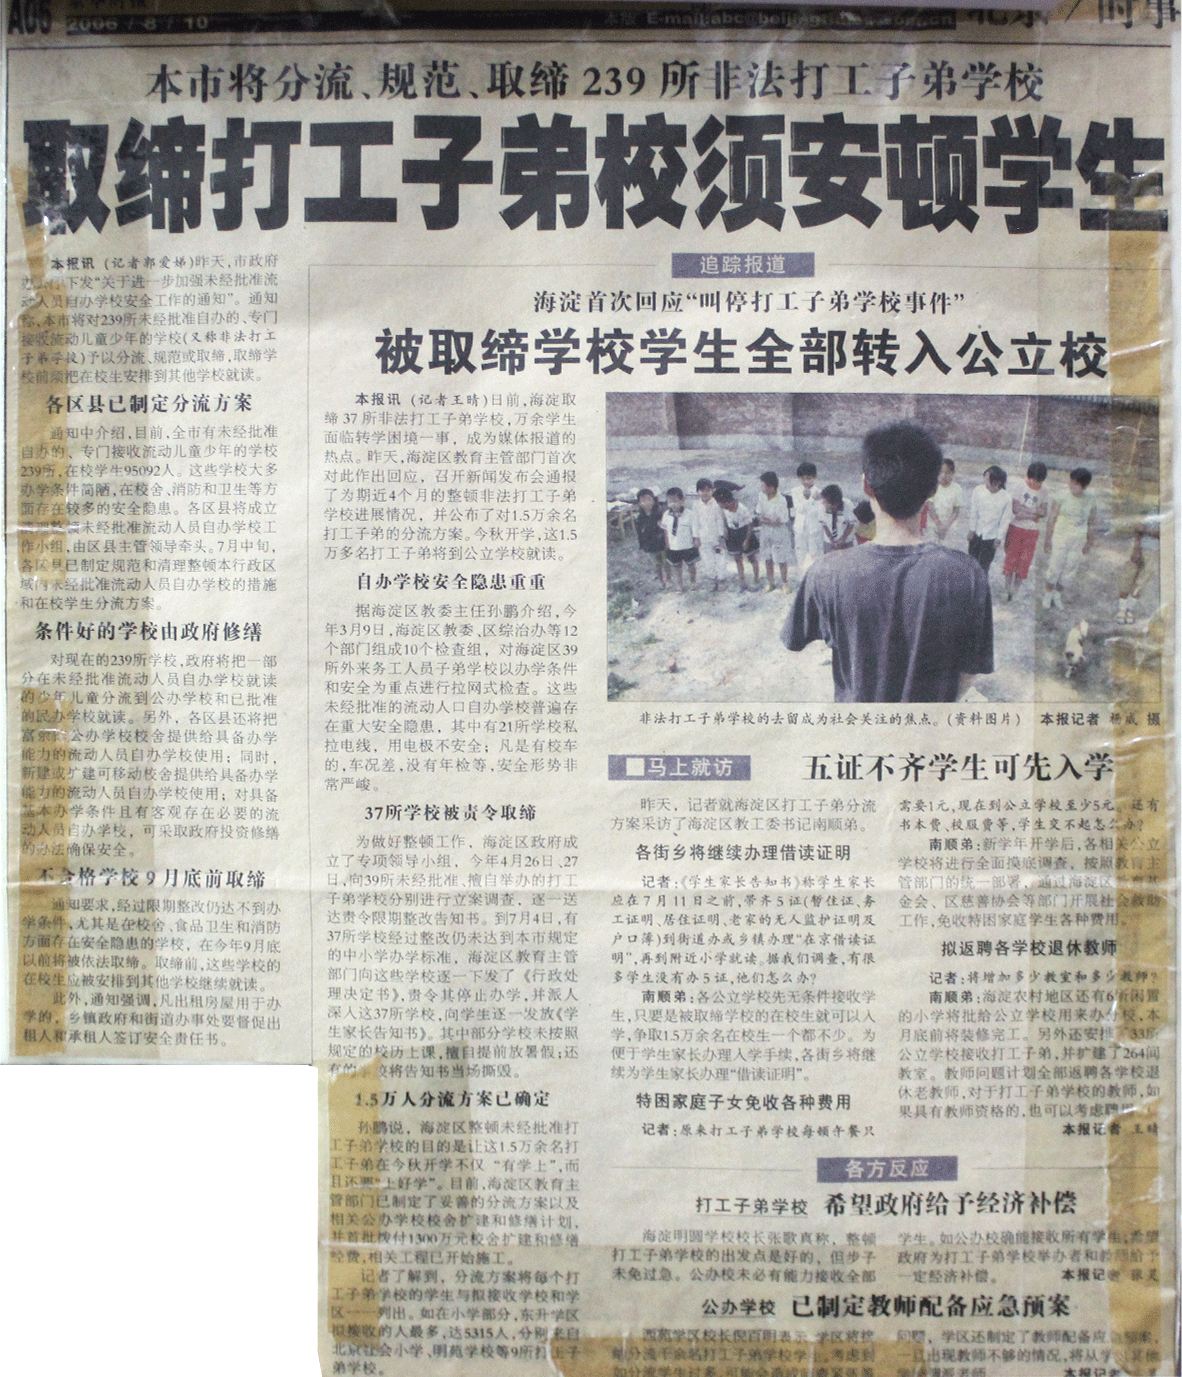 A05 2006/8/10
本版 E-mail:abc@beijing
北京/时事
本市将分流、规范、取缔239所非法打工子弟学校
取缔打工子弟校须安顿学生
本报讯 (记者郭爱娣)昨天,市政府
下发“关于进一步加强未经批准流
动人员自办学校安全工作的通知”。通知
称,本市将对239所未经批准自办的、专门
接收流动儿童少年的学校(又称非法打工
子弟学校)予以分流、规范或取缔,取缔学
校前须把在校生安排到其他学校就读。
各区县已制定分流方案
通知中介绍,目前,全市有未经批准
自办的、专门接收流动儿童少年的学校
239所,在校学生95092人。这些学校大多
办学条件简陋,在校舍、消防和卫生等方
面存在较多的安全隐患。各区县将成立
清理整顿未经批准流动人员自办学校工
作小组,由区县主管领导牵头。7月中旬,
各区县已制定规范和清理整顿本行政区
域内未经批准流动人员自办学校的措施
和在校学生分流方案。
条件好的学校由政府修缮
对现在的239所学校,政府将把一部
分在未经批准流动人员自办学校就读
的少年儿童分流到公办学校和已批准
的民办学校就读。另外,各区县还将把
富余公办学校校舍提供给具备办学
能力的流动人员自办学校使用;同时,
新建或扩建可移动校舍提供给具备办学
能力的流动人员自办学校使用;对具备
基本办学条件且有客观存在必要的流
动人员自办学校,可采取政府投资修缮
的办法确保安全。
不合格学校9月底前取缔
通知要求,经过限期整改仍达不到办
学条件,尤其是在校舍、食品卫生和消防
方面存在安全隐患的学校,在今年9月底
以前将被依法取缔。取缔前,这些学校的
在校生应被安排到其他学校继续就读。
此外,通知强调,凡出租房屋用于办
学的,乡镇政府和街道办事处要督促出
租人和承租人签订安全责任书。
追踪报道
海淀首次回应“叫停打工子弟学校事件”
被取缔学校学生全部转入公立校
本报讯 (记者王晴)日前,海淀取
缔37所非法打工子弟学校,万余学生
面临转学困境一事,成为媒体报道的
热点。昨天,海淀区教育主管部门首次
对此作出回应,召开新闻发布会通报
了为期近4个月的整顿非法打工子弟
学校进展情况,并公布了对1.5万余名
打工子弟的分流方案。今秋开学,这1.5
万多名打工子弟将到公立学校就读。
自办学校安全隐患重重
据海淀区教委主任孙鹏介绍,今
年3月9日,海淀区教委、区综治办等12
个部门组成10个检查组,对海淀区39
所外来务工人员子弟学校以办学条件
和安全为重点进行拉网式检查。这些
未经批准的流动人口自办学校普遍存
在重大安全隐患,其中有21所学校私
拉电线,用电极不安全;凡是有校车
的,车况差,没有年检等,安全形势非
常严峻。
37所学校被责令取缔
为做好整顿工作,海淀区政府成
立了专项领导小组,今年4月26日、27
日,向39所未经批准、擅自举办的打工
子弟学校分别进行立案调查,逐一送
达责令限期整改告知书。到7月4日,有
37所学校经过整改仍未达到本市规定
的中小学办学标准,海淀区教育主管
部门向这些学校逐一下发了《行政处
理决定书》,责令其停止办学,并派人
深入这37所学校,向学生逐一发放《学
生家长告知书》。其中部分学校未按照
规定的校历上课,擅自提前放暑假;还
有的学校将告知书当场撕毁。
1.5万人分流方案已确定
孙鹏说,海淀区整顿未经批准打
工子弟学校的目的是让这1.5万余名打
工子弟在今秋开学不仅“有学上”,而
且还要“上好学”。目前,海淀区教育主
管部门已制定了妥善的分流方案以及
相关公办学校校舍扩建和修缮计划,
并首批拨付1300万元校舍扩建和修缮
经费,相关工程已开始施工。
记者了解到,分流方案将每个打
工子弟学校的学生与拟接收学校和学
区一一列出。如在小学部分,东升学区
拟接收的人最多,达5315人,分别来自
北京社会小学、明苑学校等9所打工子
弟学校。
非法打工子弟学校的去留成为社会关注的焦点。(资料图片) 本报记者 杨威 摄
■马上就访
五证不齐学生可先入学
昨天,记者就海淀区打工子弟分流
方案采访了海淀区教工委书记南顺弟。
各街乡将继续办理借读证明
记者:《学生家长告知书》称学生家长
应在7月11日之前,带齐5证(暂住证、务
工证明、居住证明、老家的无人监护证明及
户口簿)到街道办或乡镇办理“在京借读证
明”,再到附近小学就读。据我们调查,有很
多学生没有办5证,他们怎么办?
南顺弟:各公立学校先无条件接收学
生,只要是被取缔学校的在校生就可以入
学,争取1.5万余名在校生一个都不少。为
便于学生家长办理入学手续,各街乡将继
续为学生家长办理“借读证明”。
特困家庭子女免收各种费用
记者:原来打工子弟学校每顿午餐只
需要1元,现在到公立学校至少5元。还有
书本费、校服费等,学生交不起怎么办?
南顺弟:新学年开学后,各相关公立
学校将进行全面摸底调查,按照教育主
管部门的统一部署,通过海淀区教育基
金会、区慈善协会等部门开展社会救助
工作,免收特困家庭学生各种费用。
拟返聘各学校退休教师
记者:将增加多少教室和多少教师?
南顺弟:海淀农村地区还有6所闲置
的小学将批给公立学校用来办学校,本
月底前将装修完工。另外还安排33所
公立学校接收打工子弟,并扩建了264间
教室。教师问题计划全部返聘各学校退
休老教师,对于打工子弟学校的教师,如
果具有教师资格的,也可以考虑聘用。
本报记者 王晴
各方反应
打工子弟学校 希望政府给予经济补偿
海淀明圆学校校长张歌真称,整顿
打工子弟学校的出发点是好的,但步子
未免过急。公办校未必有能力接收全部
学生。如公办校确能接收所有学生,希望
政府为打工子弟学校举办者和教师给予
一定经济补偿。 本报记者
公办学校 已制定教师配备应急预案
西苑学区校长倪百明表示,学区将接
纳分流千余名打工子弟学校学生。考虑到
问题,学区还制定了教师配备应急预案,
一旦出现教师不够的情况,将从学区其他
本报记者